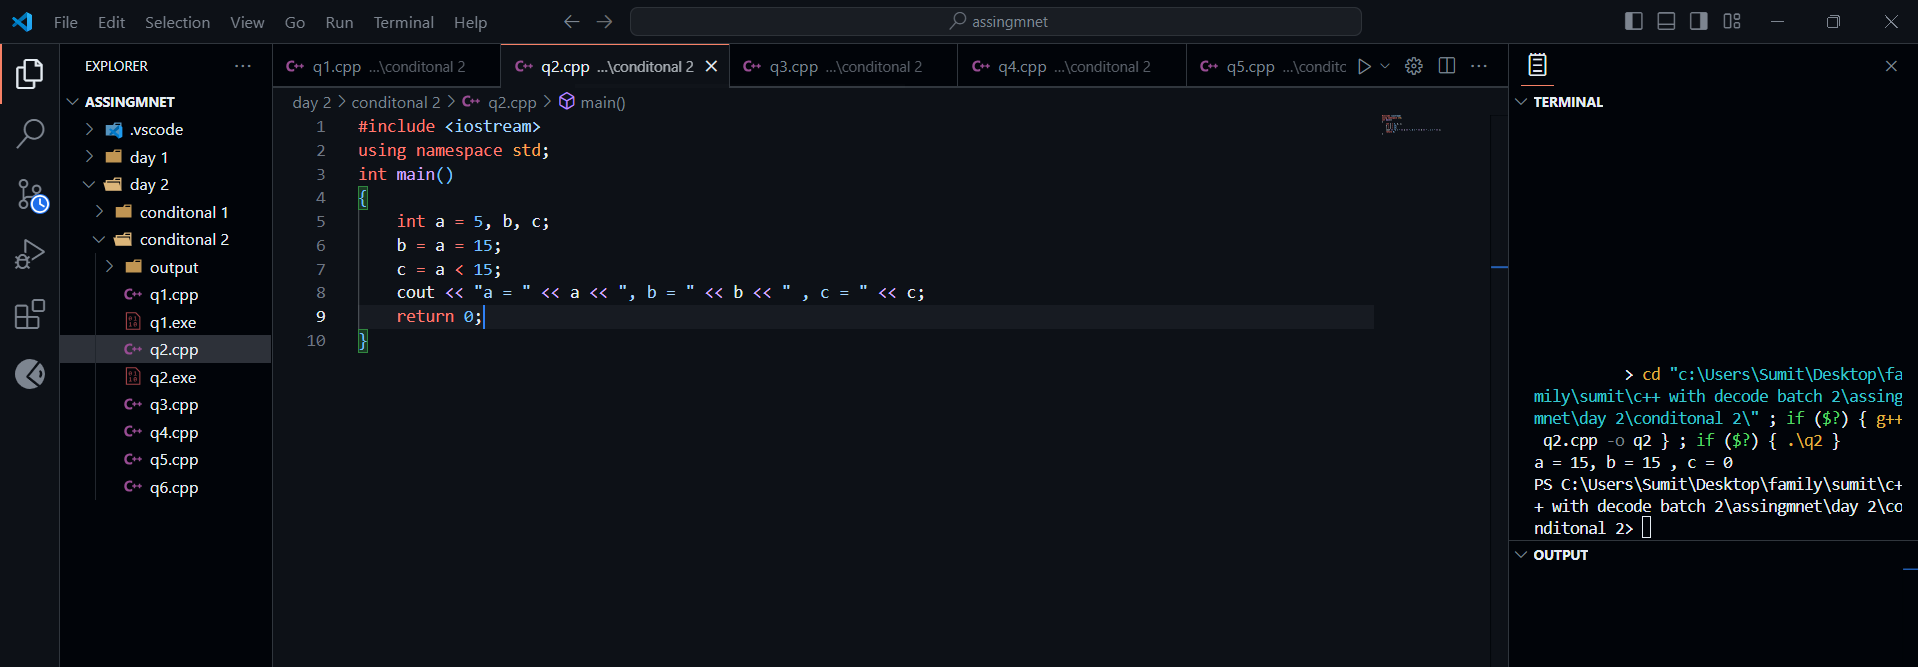 File Edit Selection View Go Run Terminal Help
assingmnet
EXPLORER
ASSINGMNET
.vscode
day 1
day 2
conditonal 1
conditonal 2
output
q1.cpp
q1.exe
q2.cpp
q2.exe
q3.cpp
q4.cpp
q5.cpp
q6.cpp
q1.cpp ...\conditonal 2
q2.cpp ...\conditonal 2
q3.cpp ...\conditonal 2
q4.cpp ...\conditonal 2
q5.cpp ...\conditc
day 2 > conditonal 2 > q2.cpp > main()
1 #include <iostream>
2 using namespace std;
3 int main()
4 {
5 int a = 5, b, c;
6 b = a = 15;
7 c = a < 15;
8 cout << "a = " << a << ", b = " << b << " , c = " << c;
9 return 0;
10 }
TERMINAL
> cd "c:\Users\Sumit\Desktop\fa
mily\sumit\c++ with decode batch 2\assing
mnet\day 2\conditonal 2\" ; if ($?) { g++
q2.cpp -o q2 } ; if ($?) { .\q2 }
a = 15, b = 15 , c = 0
PS C:\Users\Sumit\Desktop\family\sumit\c+
+ with decode batch 2\assingmnet\day 2\co
nditonal 2>
OUTPUT